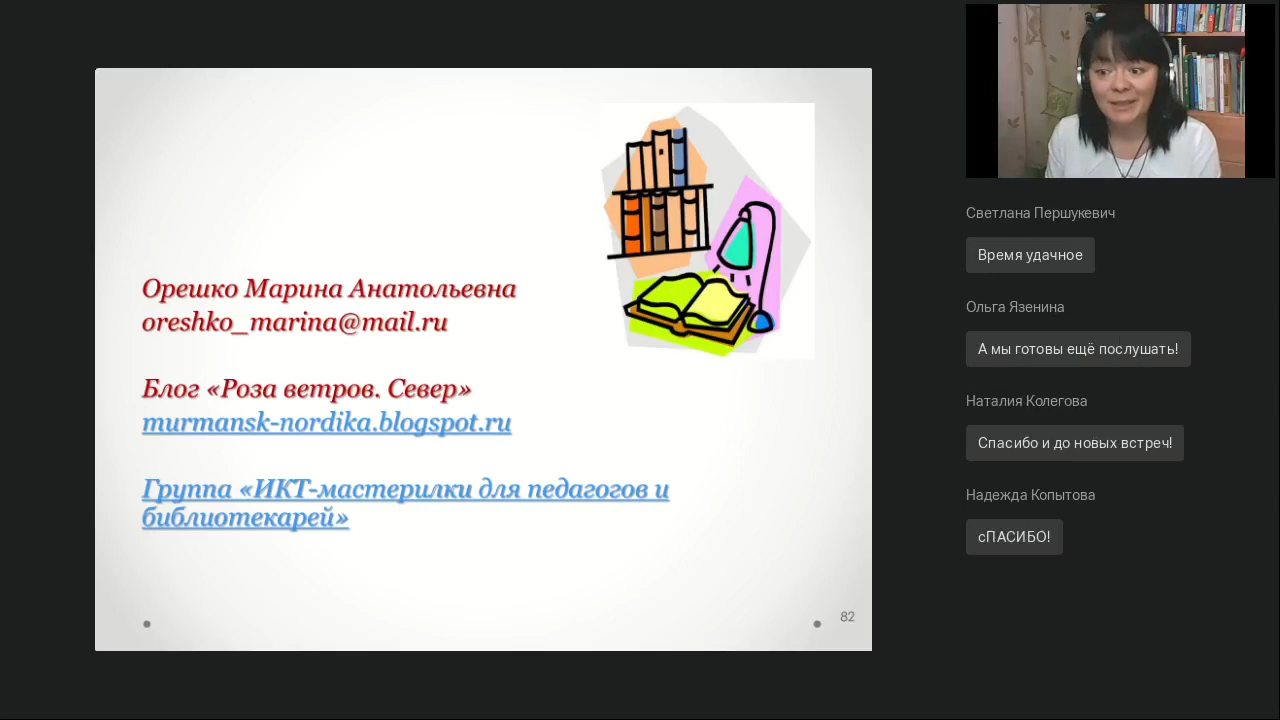 Орешко Марина Анатольевна
oreshko_marina@mail.ru
Блог «Роза ветров. Север»
murmansk-nordika.blogspot.ru
Группа «ИКТ-мастерилки для педагогов и
библиотекарей»
82
Светлана Першукевич
Время удачное
Ольга Язенина
А мы готовы ещё послушать!
Наталия Колегова
Спасибо и до новых встреч!
Надежда Копытова
сПАСИБО!